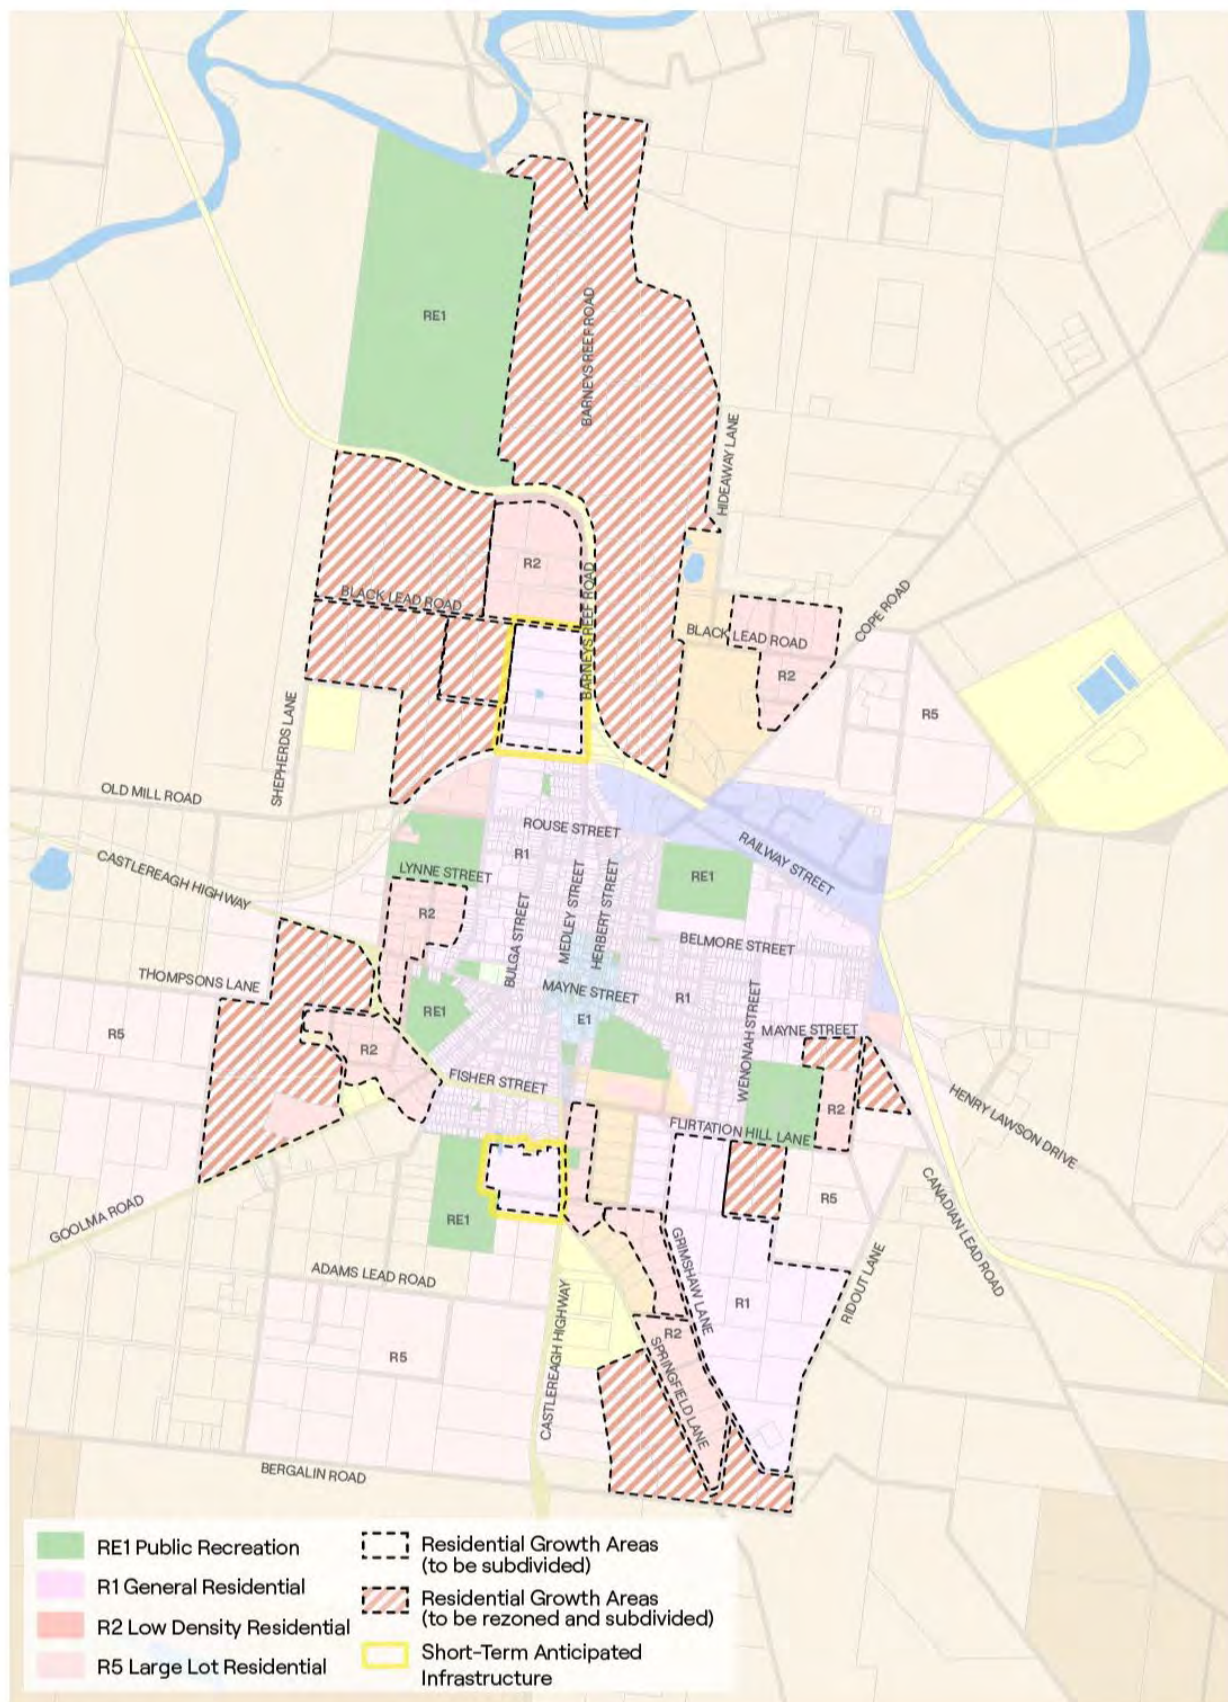 RE1
BARNEYS REEF ROAD
HIDEAWAY LANE
R2
BLACK LEAD ROAD
BARNEYS REEF ROAD
BLACK LEAD ROAD
COPE ROAD
R2
R5
SHEPHERDS LANE
OLD MILL ROAD
ROUSE STREET
RAILWAY STREET
R1
CASTLEREAGH HIGHWAY
LYNNE STREET
MEDLEY STREET
HERBERT STREET
RE1
R2
BULGA STREET
BELMORE STREET
THOMPSONS LANE
MAYNE STREET
R1
WENONAH STREET
RE1
E1
MAYNE STREET
R5
R2
FISHER STREET
R2
HENRY LAWSON DRIVE
FLIRTATION HILL LANE
GOOLMA ROAD
RE1
R5
CANADIAN LEAD ROAD
GRIMSHAW LANE
ADAMS LEAD ROAD
R1
RIDOUT LANE
R2
CASTLEREAGH HIGHWAY
SPRINGFIELD LANE
R5
BERGALIN ROAD
RE1 Public Recreation
R1 General Residential
R2 Low Density Residential
R5 Large Lot Residential
Residential Growth Areas
(to be subdivided)
Residential Growth Areas
(to be rezoned and subdivided)
Short-Term Anticipated
Infrastructure